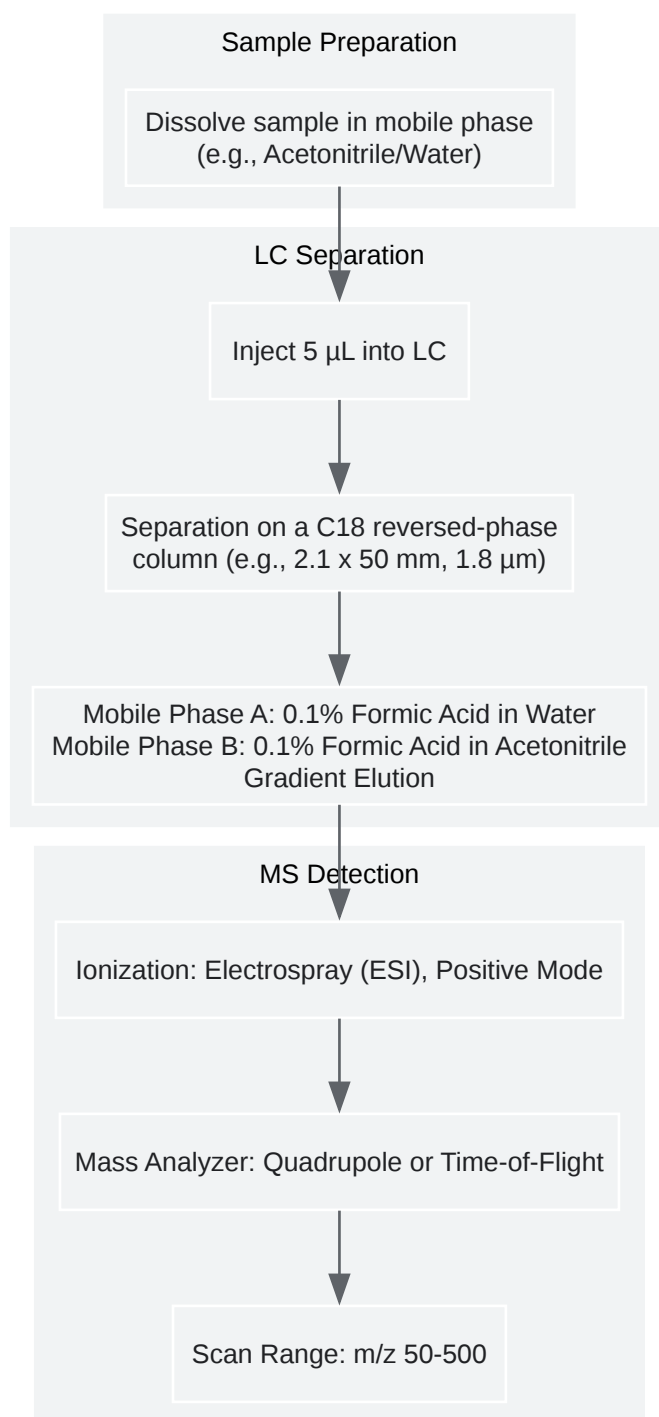 Sample Preparation
Dissolve sample in mobile phase
(e.g., Acetonitrile/Water)
LC Separation
Inject 5 µL into LC
Separation on a C18 reversed-phase
column (e.g., 2.1 x 50 mm, 1.8 µm)
Mobile Phase A: 0.1% Formic Acid in Water
Mobile Phase B: 0.1% Formic Acid in Acetonitrile
Gradient Elution
MS Detection
Ionization: Electrospray (ESI), Positive Mode
Mass Analyzer: Quadrupole or Time-of-Flight
Scan Range: m/z 50-500